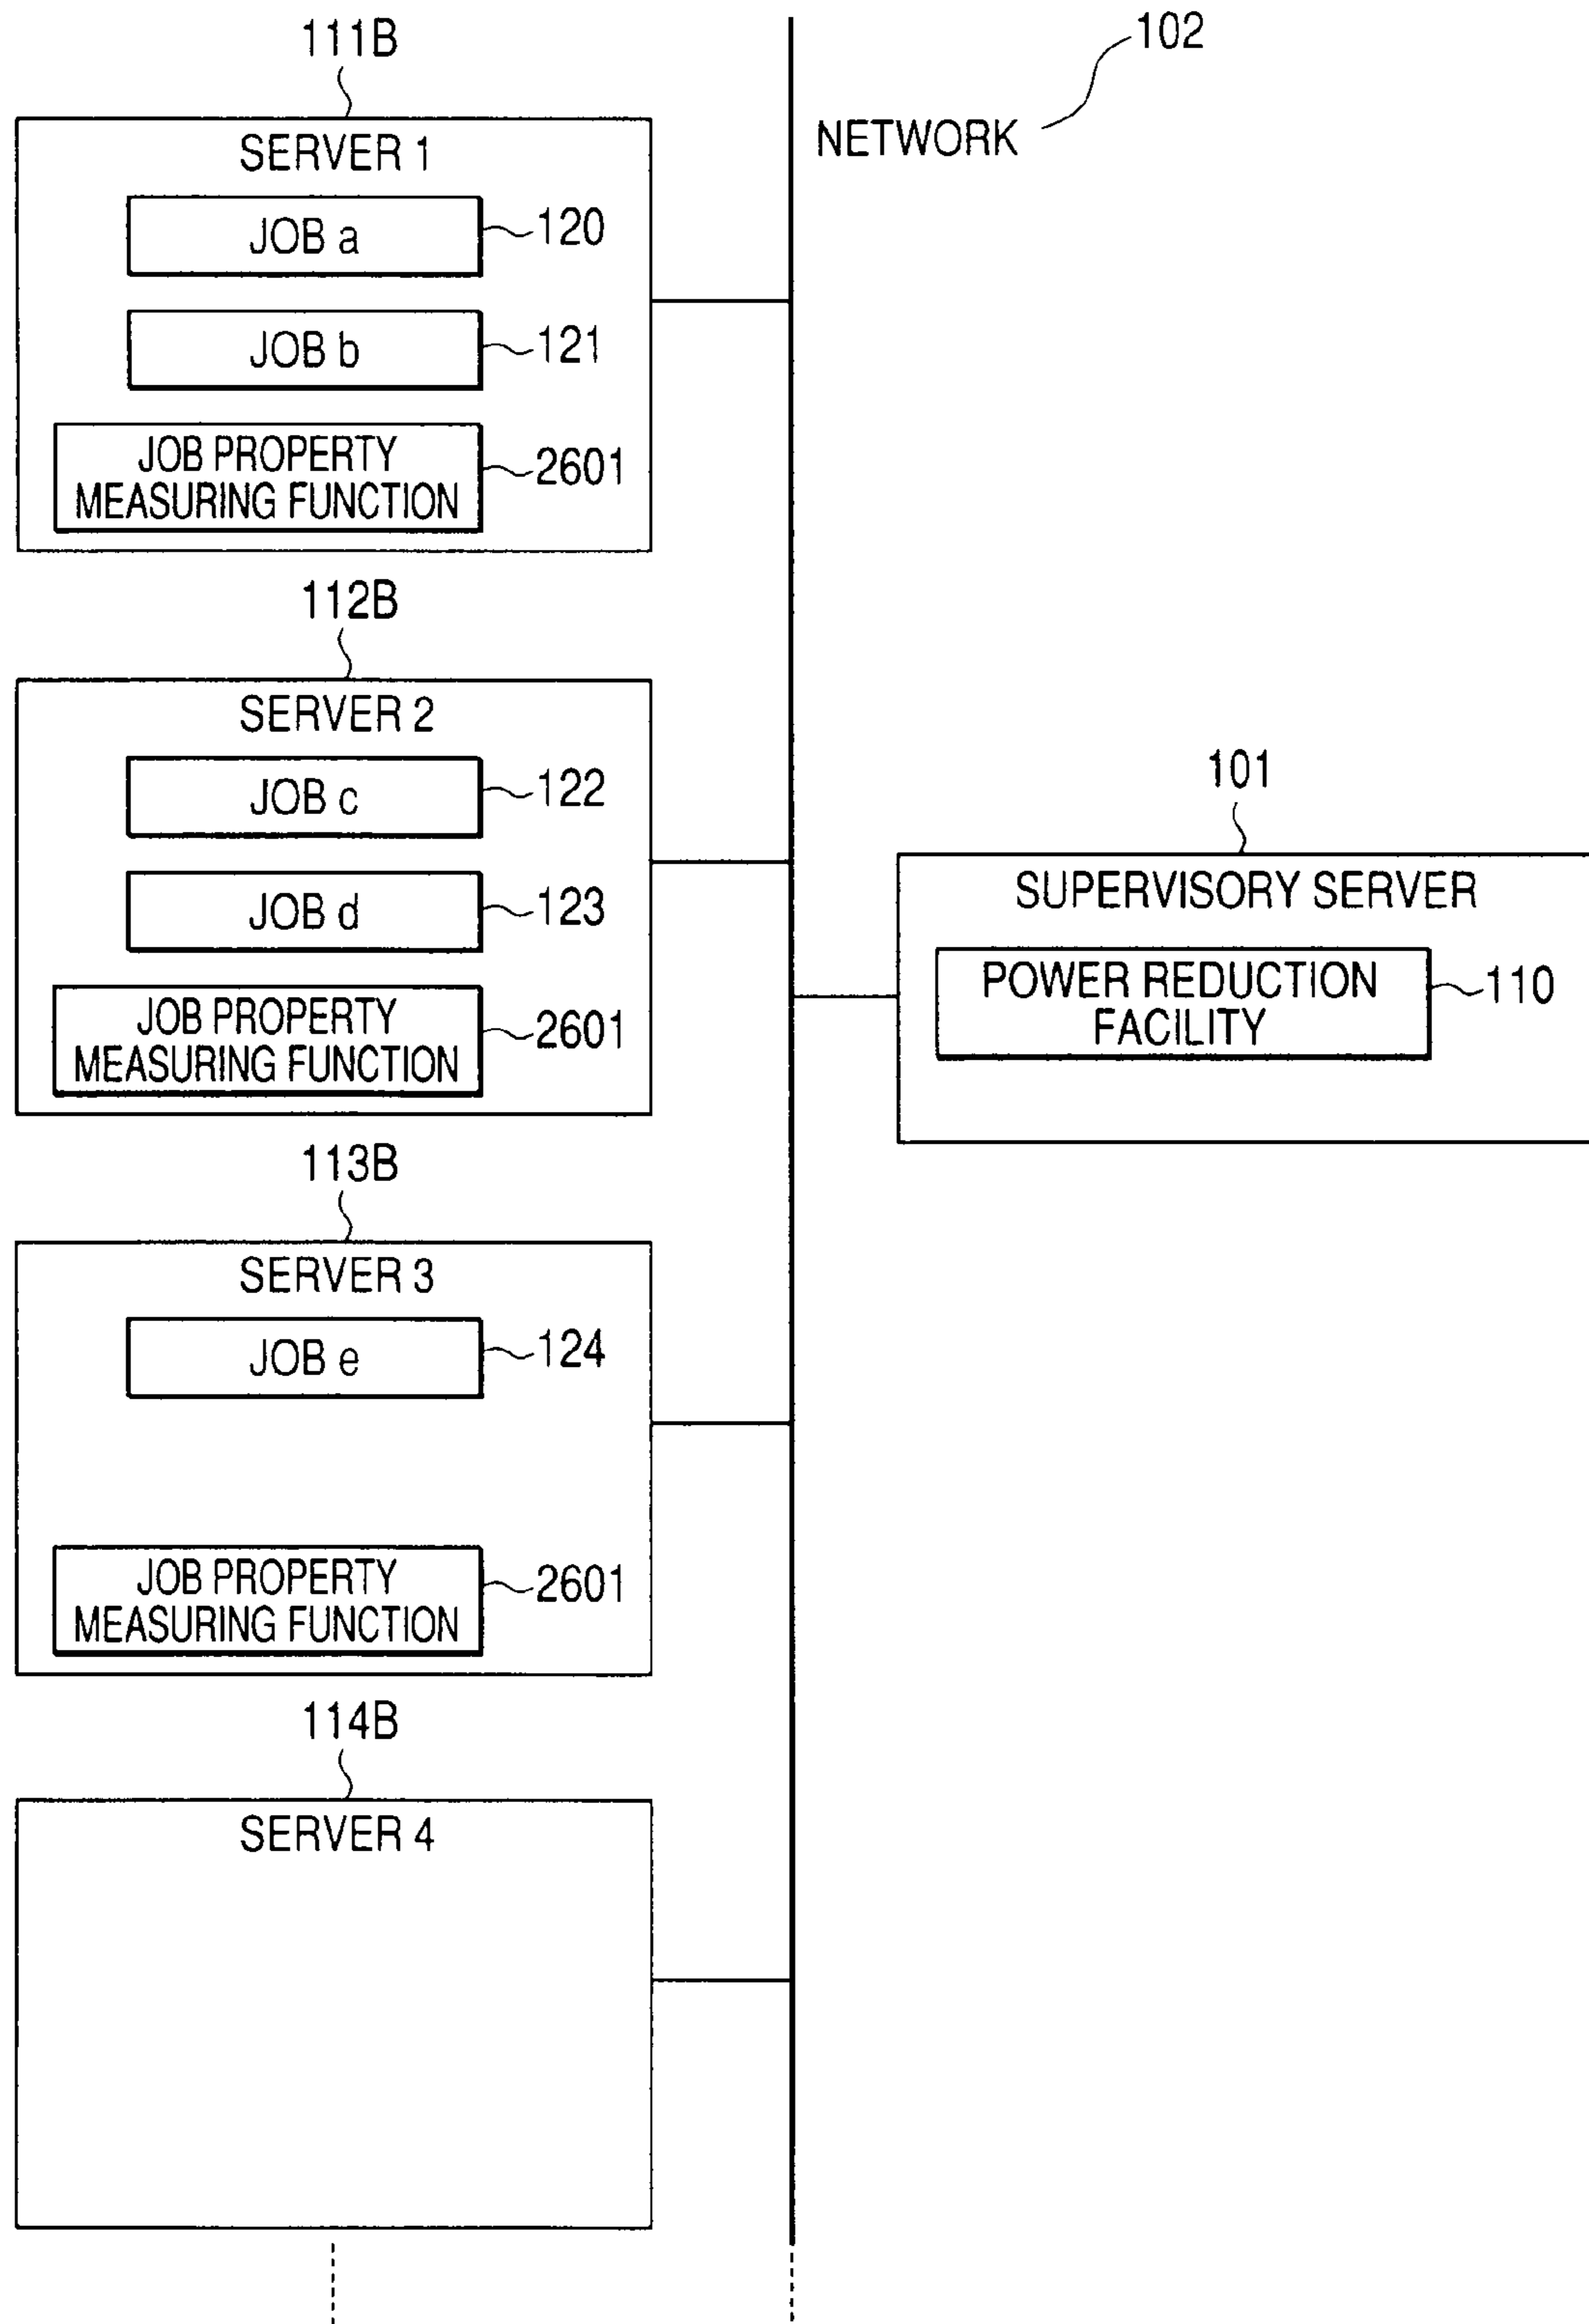 111B
SERVER 1
JOB a
120
JOB b
121
JOB PROPERTY
MEASURING FUNCTION
2601
112B
SERVER 2
JOB c
122
JOB d
123
JOB PROPERTY
MEASURING FUNCTION
2601
113B
SERVER 3
JOB e
124
JOB PROPERTY
MEASURING FUNCTION
2601
114B
SERVER 4
102
NETWORK
101
SUPERVISORY SERVER
POWER REDUCTION
FACILITY
110